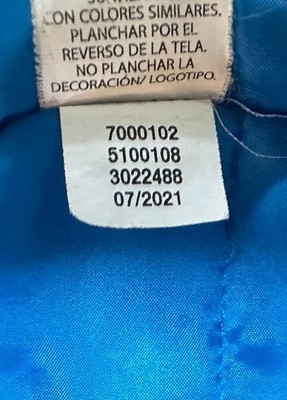 CON COLORES SIMILARES.
PLANCHAR POR EL
REVERSO DE LA TELA.
NO PLANCHAR LA
DECORACIÓN/ LOGOTIPO.
7000102
5100108
3022488
07/2021